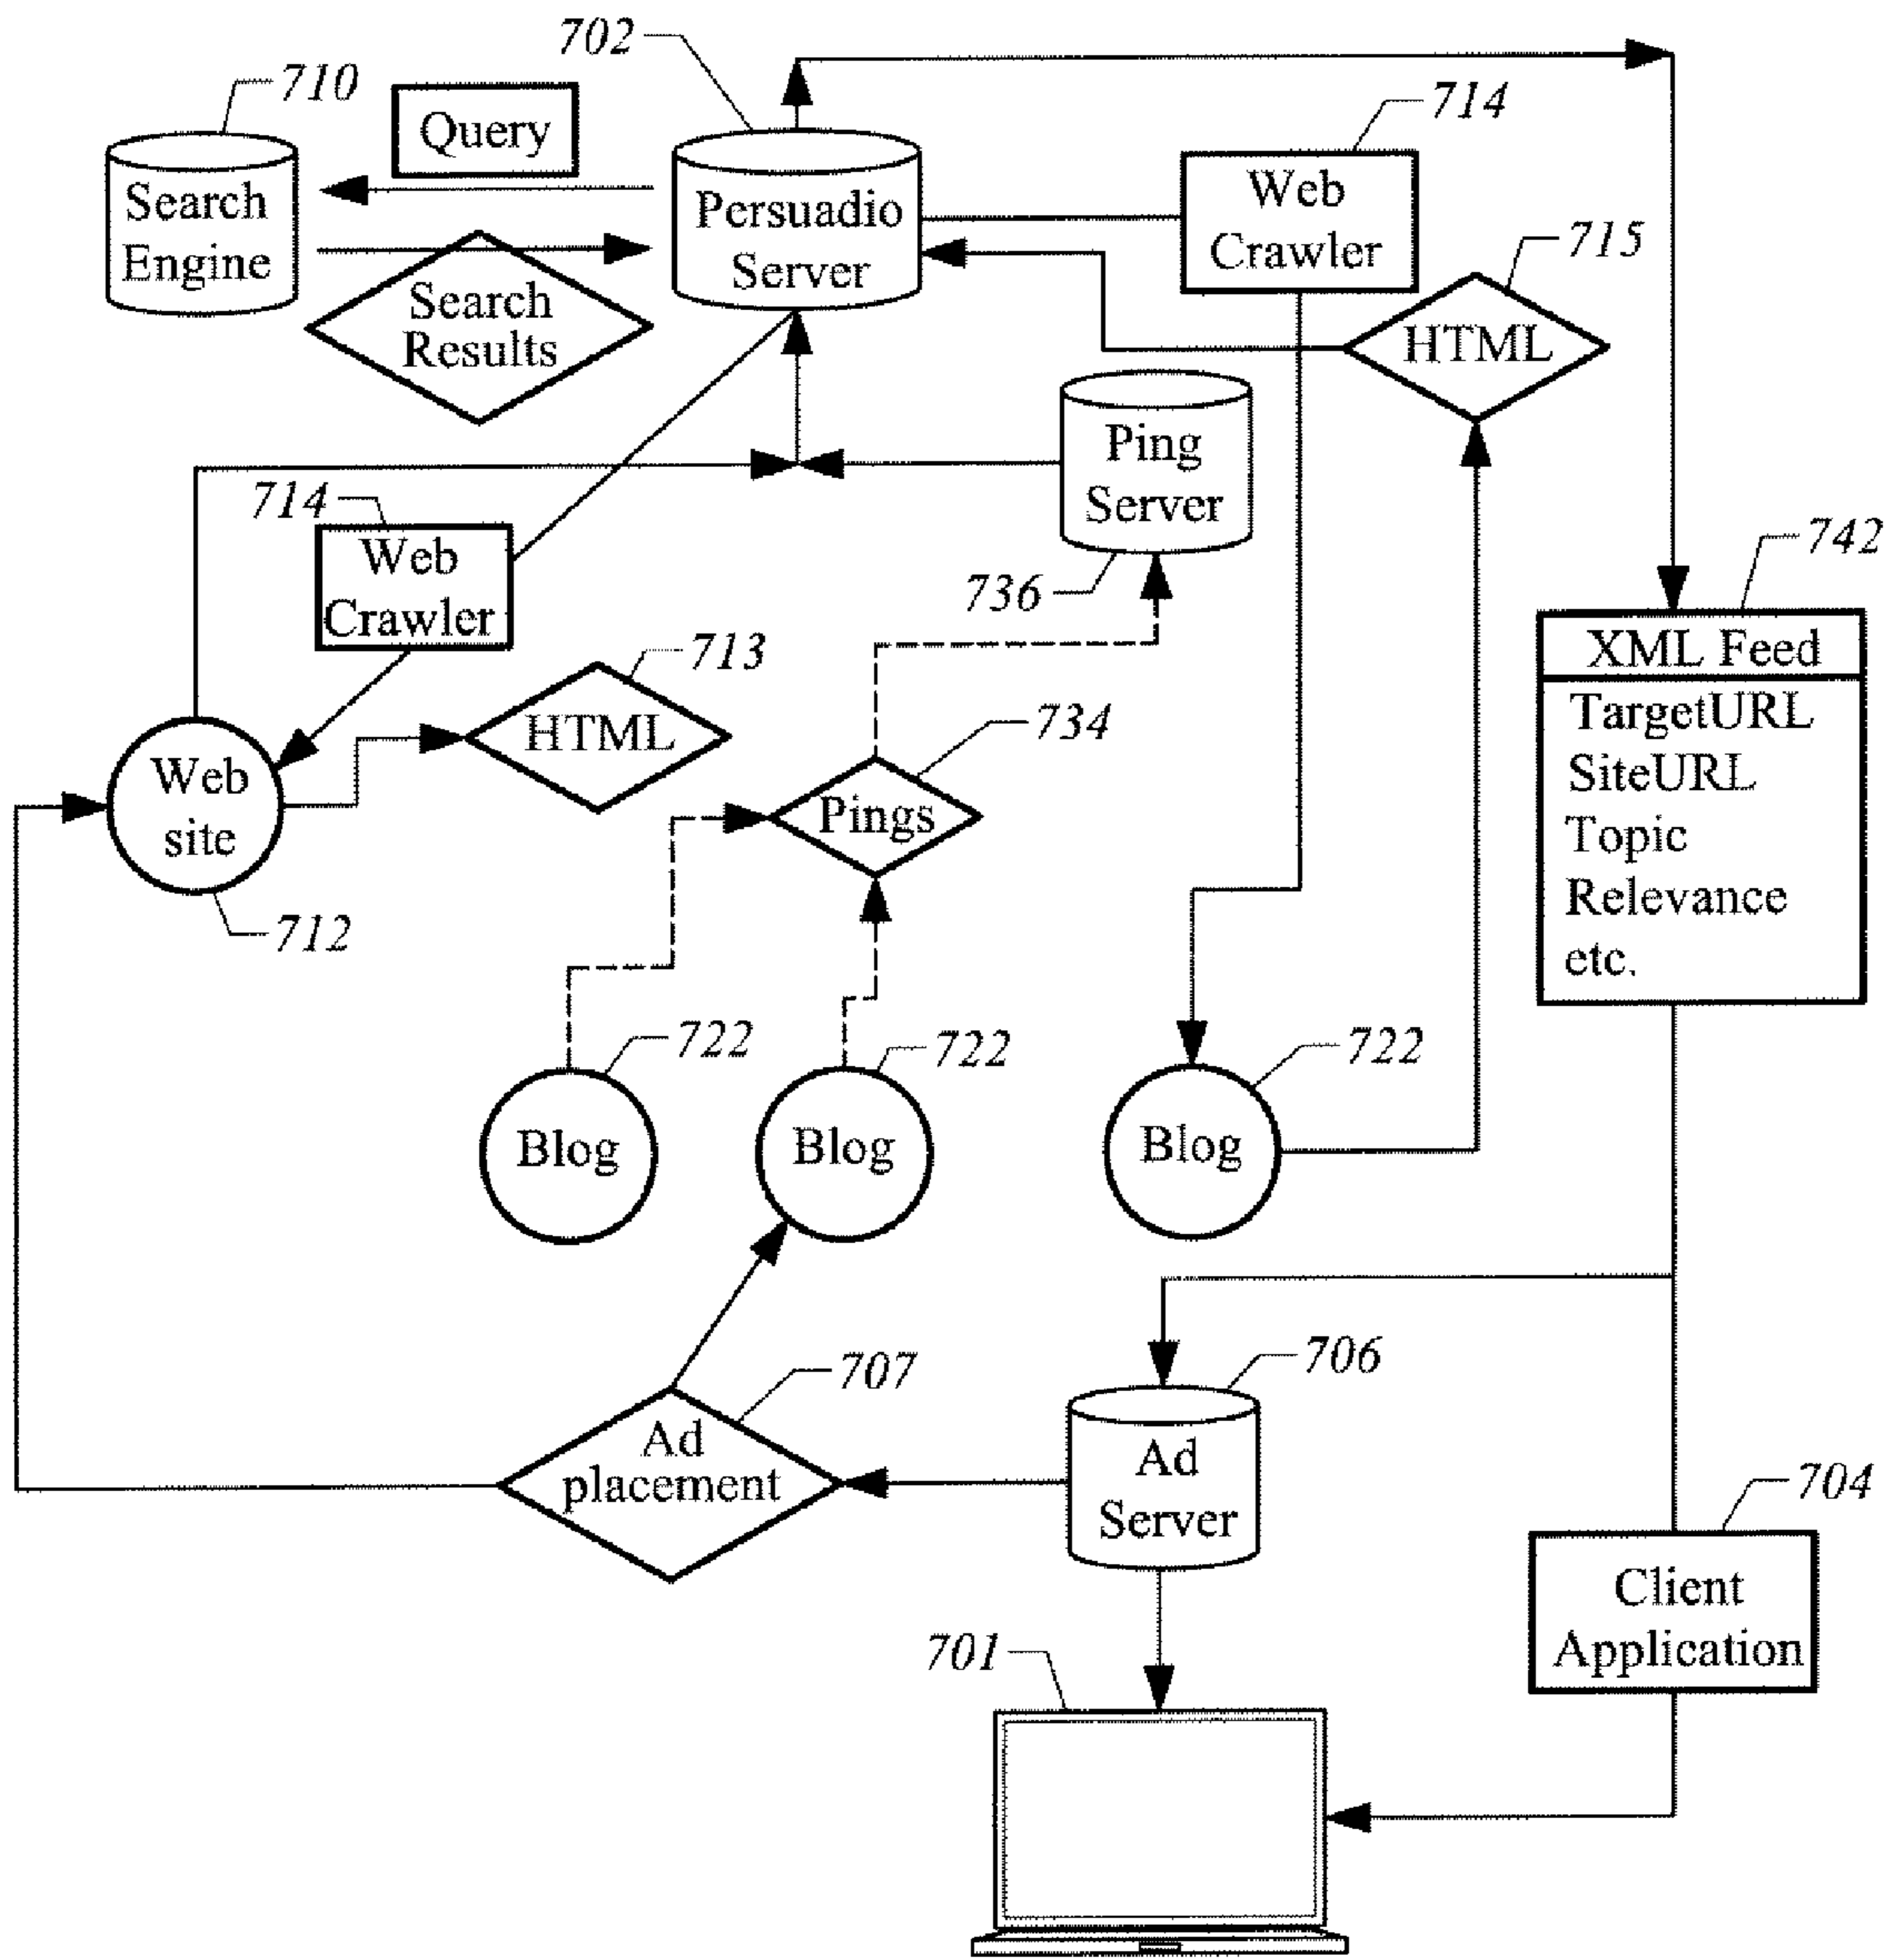 702
710
Query
714
Search
Engine
Persuadio
Server
Web
Crawler
715
Search
Results
HTML
Ping
Server
714
Web
Crawler
736
742
XML Feed
TargetURL
SiteURL
Topic
Relevance
etc.
713
HTML
734
Pings
Web
site
712
722
722
722
Blog
Blog
Blog
706
707
Ad
placement
Ad
Server
704
Client
Application
701